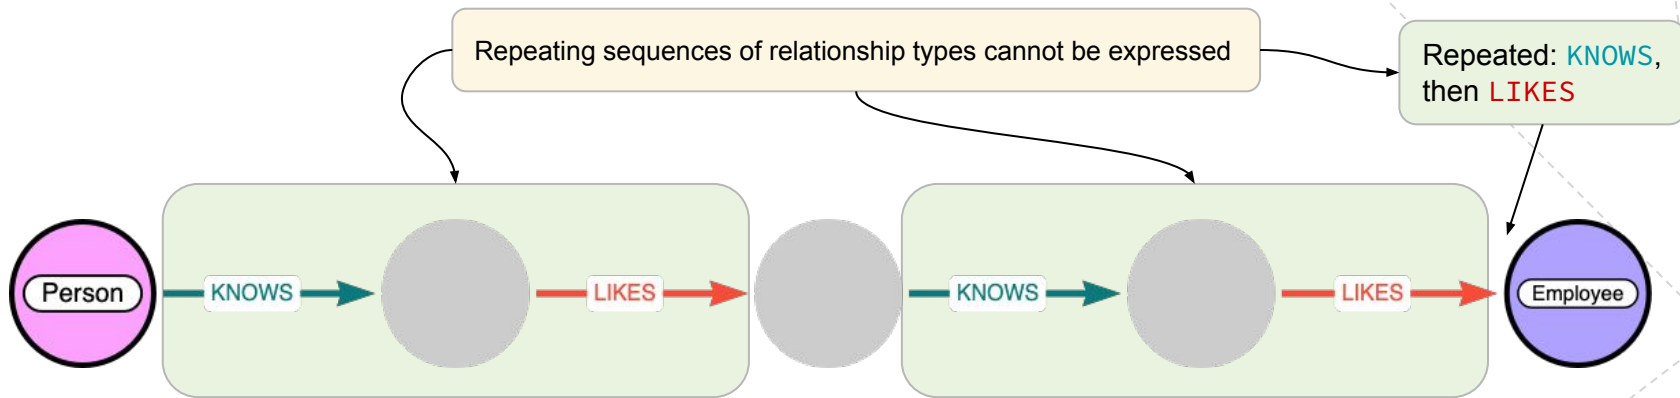 Repeating sequences of relationship types cannot be expressed
Repeated: KNOWS,
then LIKES
Person
KNOWS
LIKES
KNOWS
LIKES
Employee